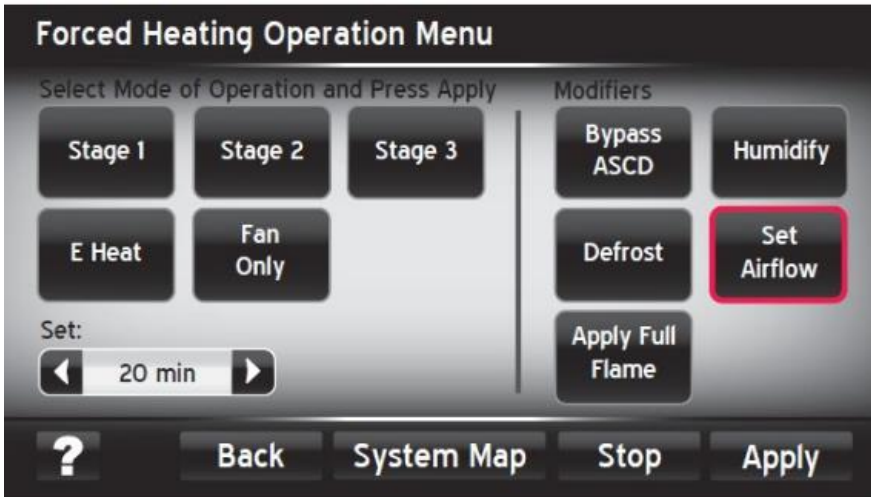 Forced Heating Operation Menu
Select Mode of Operation and Press Apply
Stage 1
Stage 2
Stage 3
E Heat
Fan
Only
Set:
20 min
Modifiers
Bypass
ASCD
Humidify
Defrost
Set
Airflow
Apply Full
Flame
?
Back
System Map
Stop
Apply